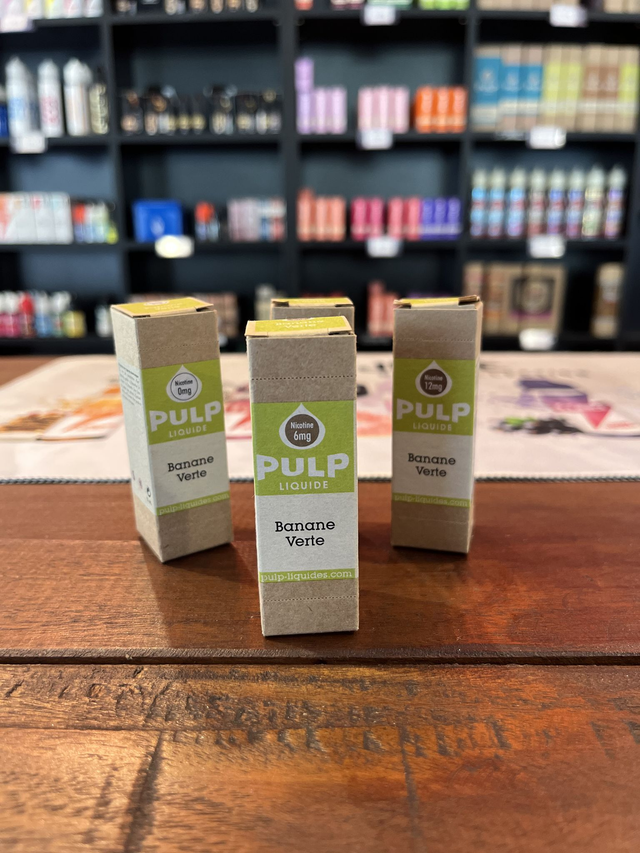 Nicotine
0mg
PULP
LIQUIDE
Banane
Verte
Nicotine
6mg
PULP
LIQUIDE
Banane
Verte
pulp-liquides.com
Nicotine
12mg
PULP
LIQUIDE
Banane
Verte
pulp-liquides.com